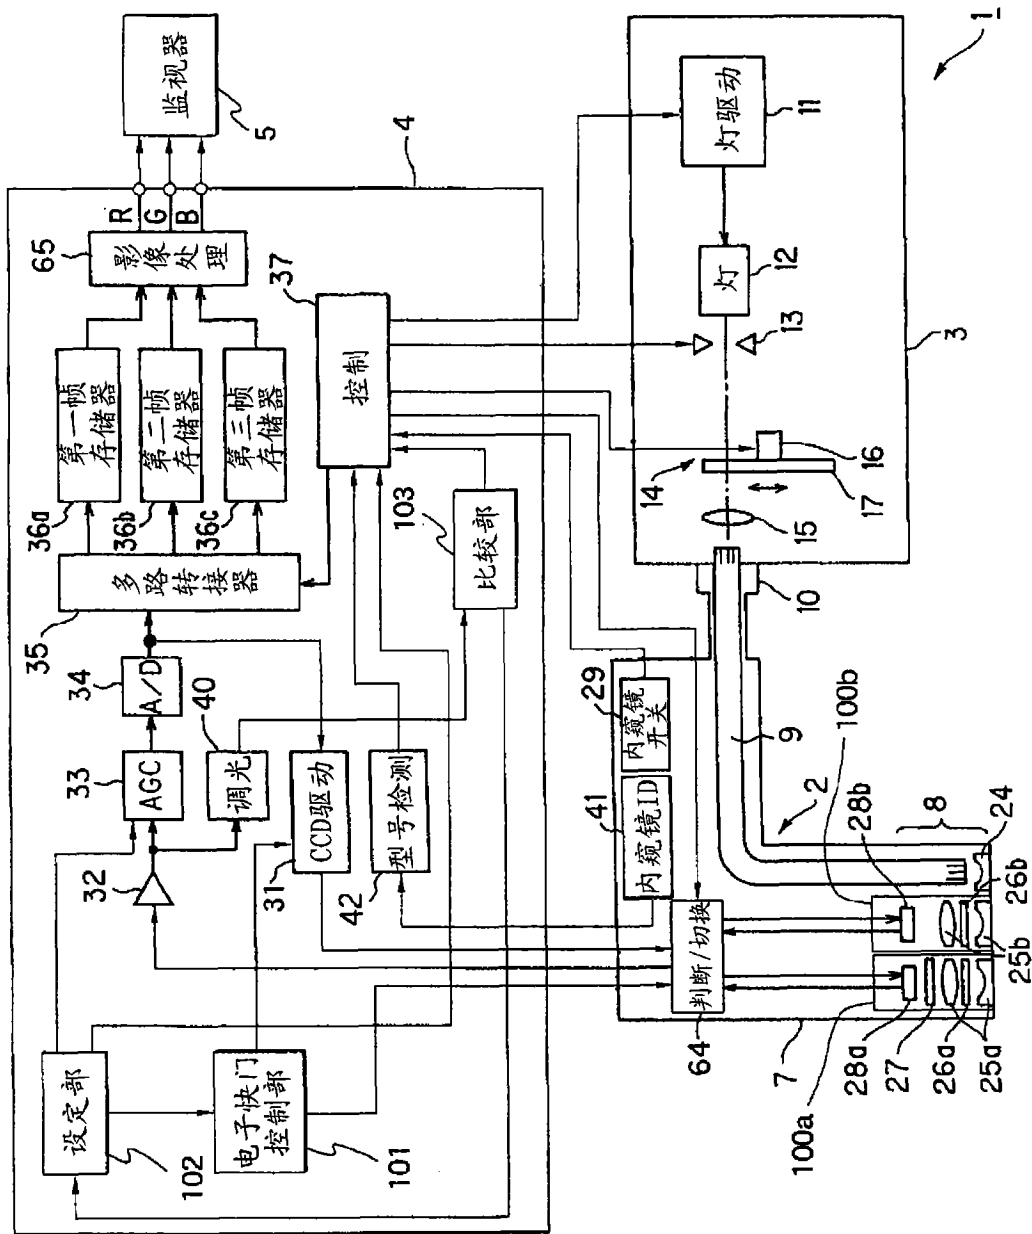 1
100a
7
28a
27
26a
25a
64
判断/切换
100b
2
28b
8
24
26b
25b
41
内窥镜ID
29
内窥镜
开关
9
10
14
15
16
17
3
13
灯
12
灯驱动
11
102
设定部
101
电子快门
控制部
32
33
AGC
34
A/D
40
调光
31
CCD驱动
42
型号检测
35
多路
转接器
103
比较部
36a
第一帧
存储器
36b
第二帧
存储器
36c
第三帧
存储器
37
控制
65
影像
处理
R
G
B
4
监视器
5